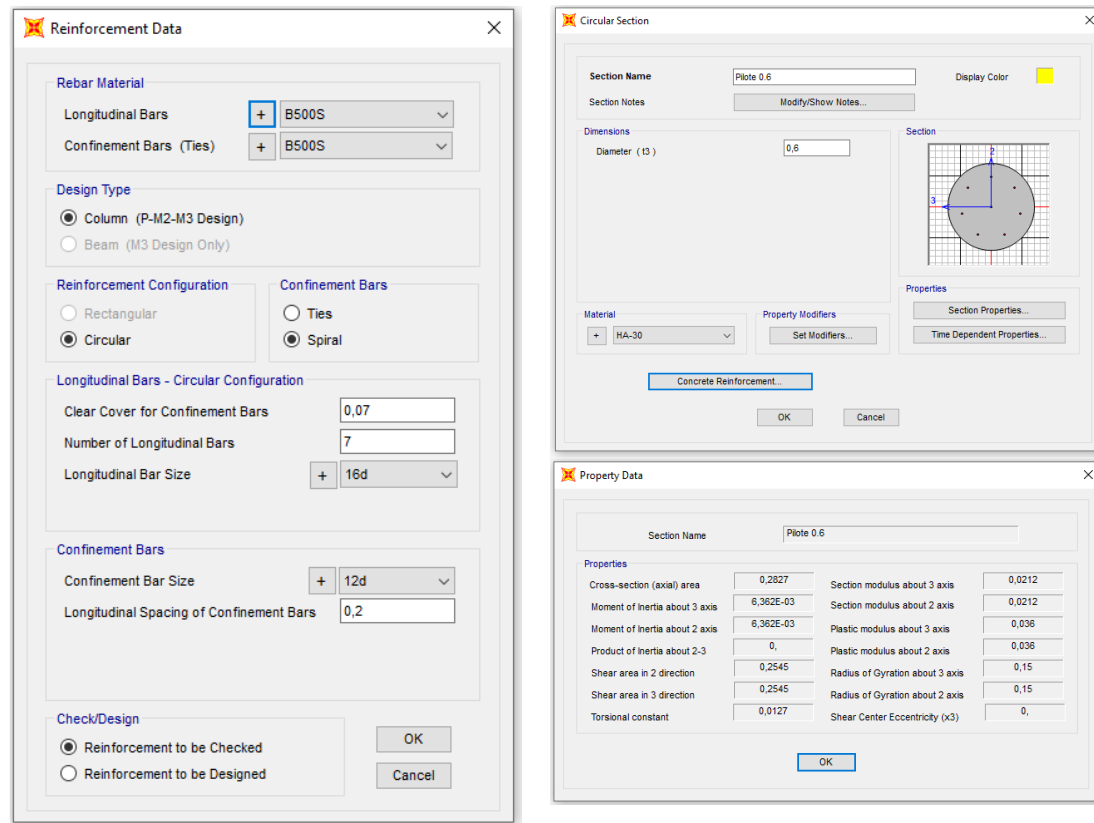 Reinforcement Data
Rebar Material
Longitudinal Bars + B500S
Confinement Bars (Ties) + B500S
Design Type
Column (P-M2-M3 Design)
Beam (M3 Design Only)
Reinforcement Configuration
Rectangular
Circular
Confinement Bars
Ties
Spiral
Longitudinal Bars - Circular Configuration
Clear Cover for Confinement Bars 0,07
Number of Longitudinal Bars 7
Longitudinal Bar Size + 16d
Confinement Bars
Confinement Bar Size + 12d
Longitudinal Spacing of Confinement Bars 0,2
Check/Design
Reinforcement to be Checked
Reinforcement to be Designed
OK
Cancel
Circular Section
Section Name Pilote 0.6 Display Color
Section Notes Modify/Show Notes...
Dimensions
Diameter ( t3 ) 0,6
Section
2
3
Properties
Section Properties...
Time Dependent Properties...
Material
+ HA-30
Property Modifiers
Set Modifiers...
Concrete Reinforcement...
OK Cancel
Property Data
Section Name Pilote 0.6
Properties
Cross-section (axial) area 0,2827 Section modulus about 3 axis 0,0212
Moment of Inertia about 3 axis 6,362E-03 Section modulus about 2 axis 0,0212
Moment of Inertia about 2 axis 6,362E-03 Plastic modulus about 3 axis 0,036
Product of Inertia about 2-3 0, Plastic modulus about 2 axis 0,036
Shear area in 2 direction 0,2545 Radius of Gyration about 3 axis 0,15
Shear area in 3 direction 0,2545 Radius of Gyration about 2 axis 0,15
Torsional constant 0,0127 Shear Center Eccentricity (x3) 0,
OK